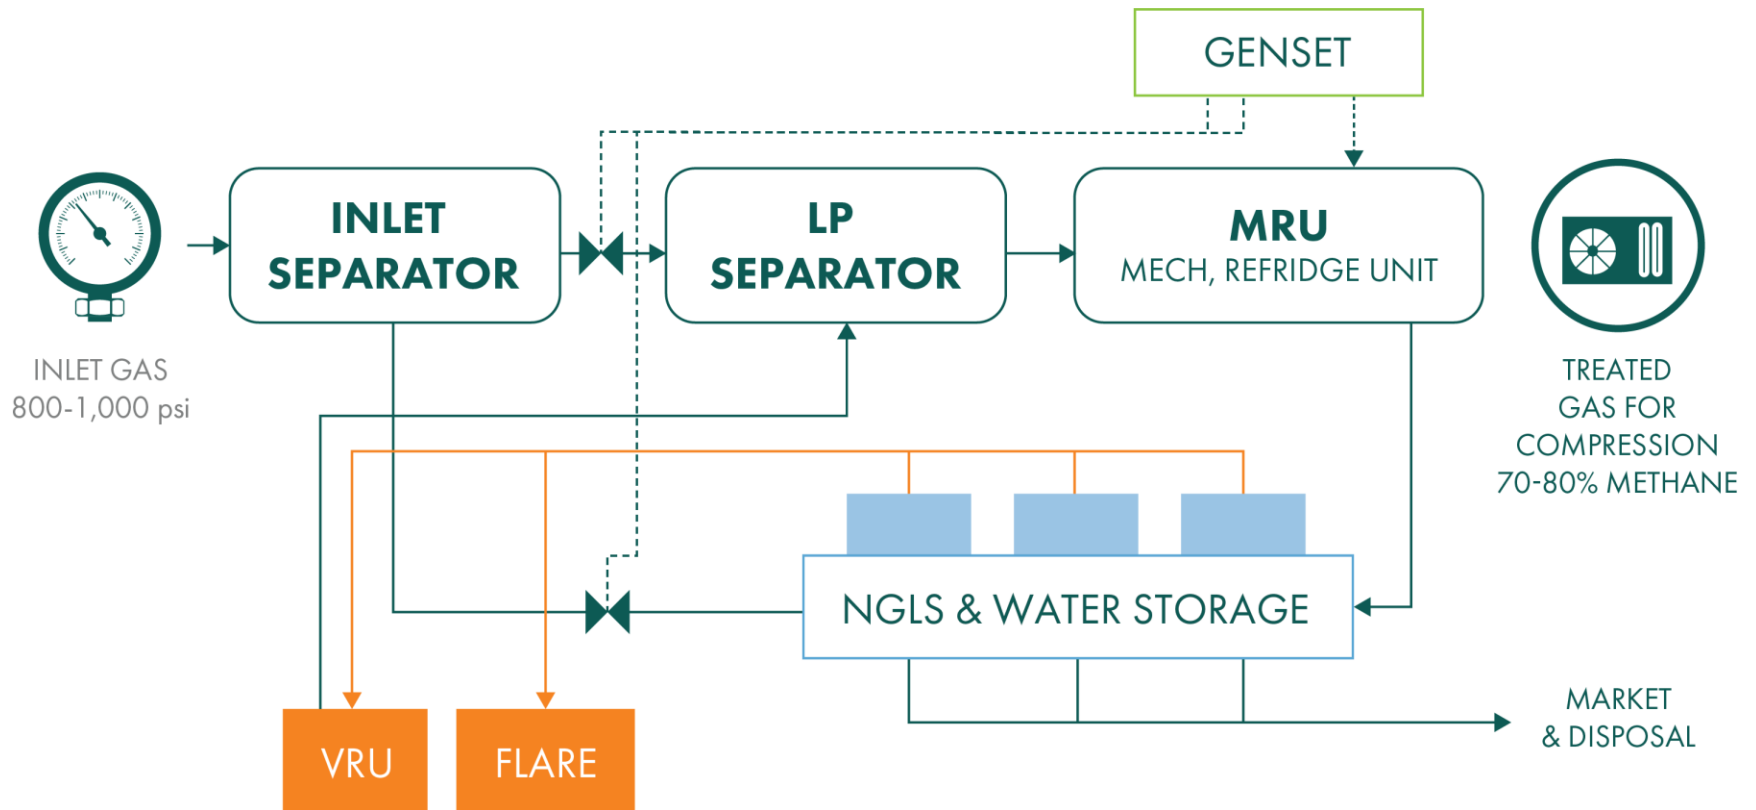 GENSET
INLET
SEPARATOR
LP
SEPARATOR
MRU
MECH, REFRIDGE UNIT
INLET GAS
800-1,000 psi
TREATED
GAS FOR
COMPRESSION
70-80% METHANE
NGLS & WATER STORAGE
VRU
FLARE
MARKET
& DISPOSAL